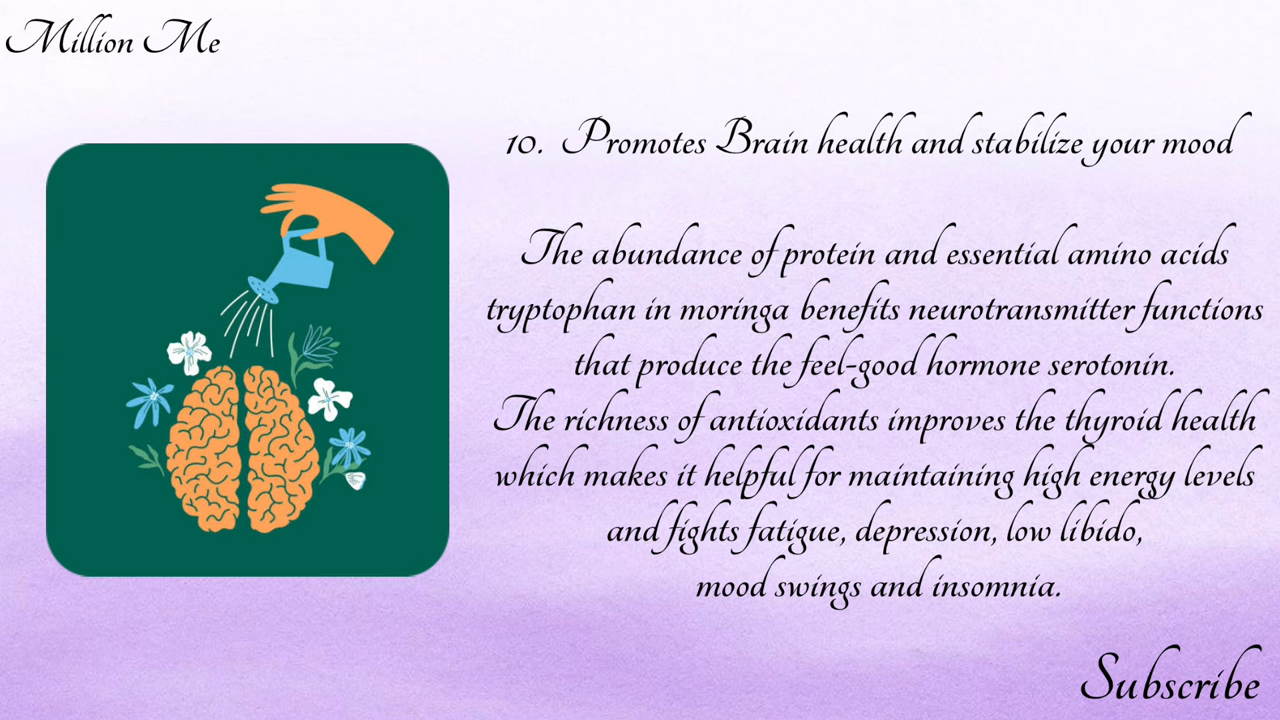 Million Me
10. Promotes Brain health and stabilize your mood
The abundance of protein and essential amino acids
tryptophan in moringa benefits neurotransmitter functions
that produce the feel-good hormone serotonin.
The richness of antioxidants improves the thyroid health
which makes it helpful for maintaining high energy levels
and fights fatigue, depression, low libido,
mood swings and insomnia.
Subscribe